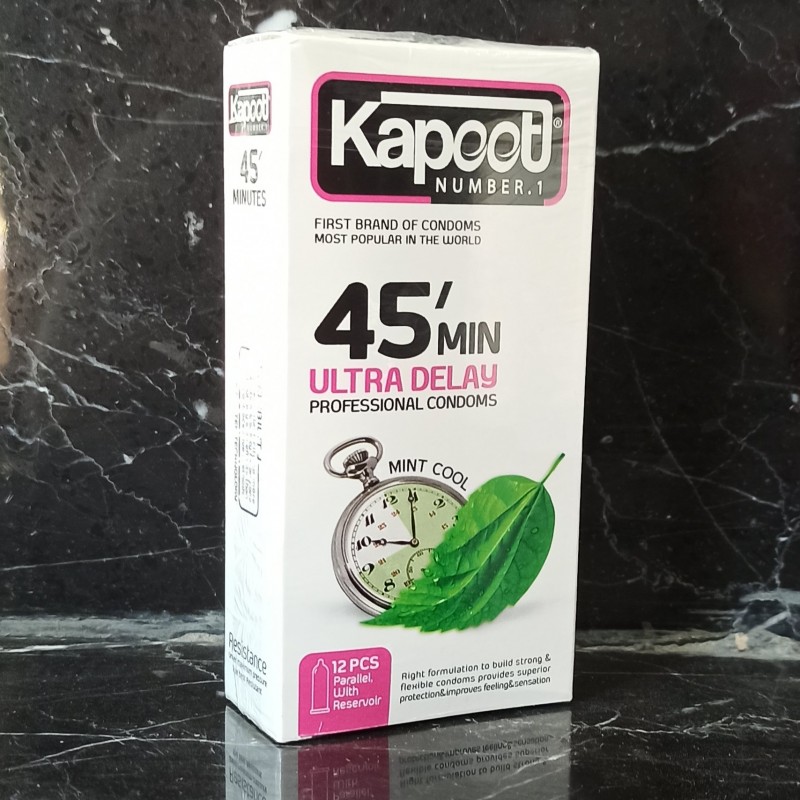 Kapoot®
NUMBER.1
FIRST BRAND OF CONDOMS
MOST POPULAR IN THE WORLD
45′ MIN
ULTRA DELAY
PROFESSIONAL CONDOMS
MINT COOL
12 PCS
Parallel,
With
Reservoir
Right formulation to build strong &
flexible condoms provides superior
protection&improves feeling&sensation
Kapoot
NUMBER.1
45′
MINUTES
Resistance